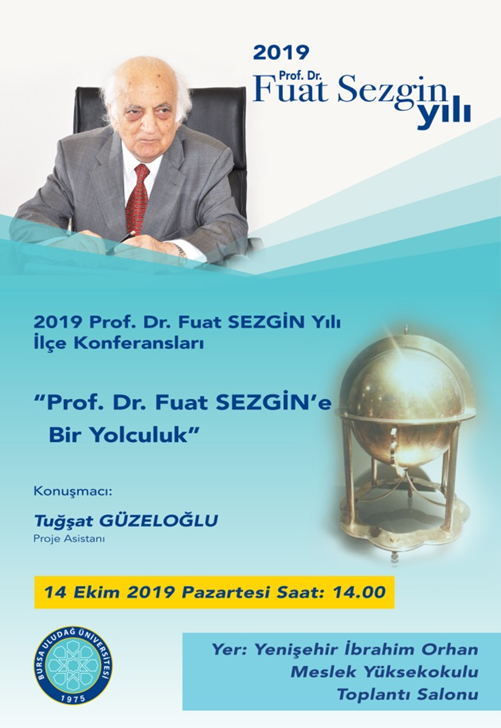 2019
Prof. Dr.
Fuat Sezgin
yılı
2019 Prof. Dr. Fuat SEZGİN Yılı
İlçe Konferansları
“Prof. Dr. Fuat SEZGİN’e
Bir Yolculuk”
Konuşmacı:
Tuğşat GÜZELOĞLU
Proje Asistanı
14 Ekim 2019 Pazartesi Saat: 14.00
BURSA ULUDAĞ ÜNİVERSİTESİ
1975
Yer: Yenişehir İbrahim Orhan
Meslek Yüksekokulu
Toplantı Salonu